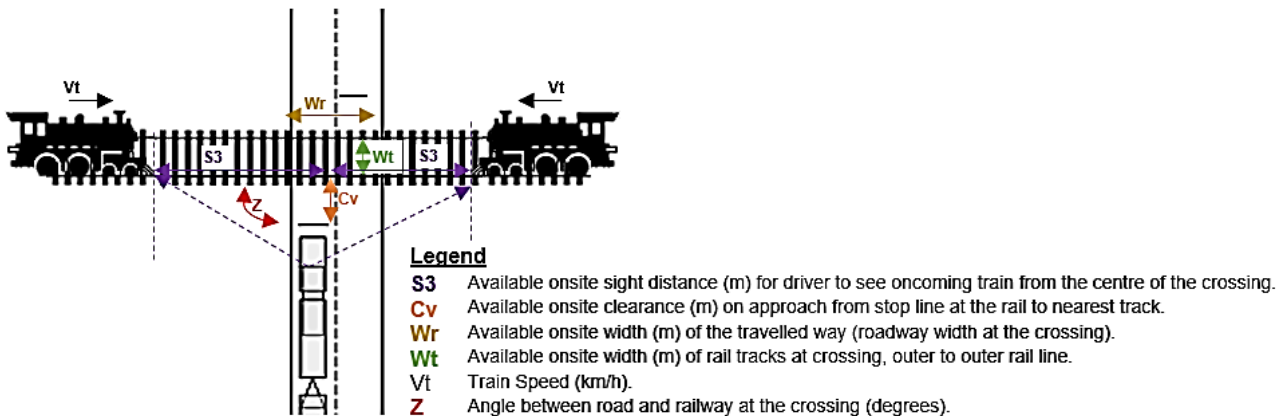 Vt
Vt
Wr
S3
Wt
S3
Z
Cv
Legend
S3 Available onsite sight distance (m) for driver to see oncoming train from the centre of the crossing.
Cv Available onsite clearance (m) on approach from stop line at the rail to nearest track.
Wr Available onsite width (m) of the travelled way (roadway width at the crossing).
Wt Available onsite width (m) of rail tracks at crossing, outer to outer rail line.
Vt Train Speed (km/h).
Z Angle between road and railway at the crossing (degrees).